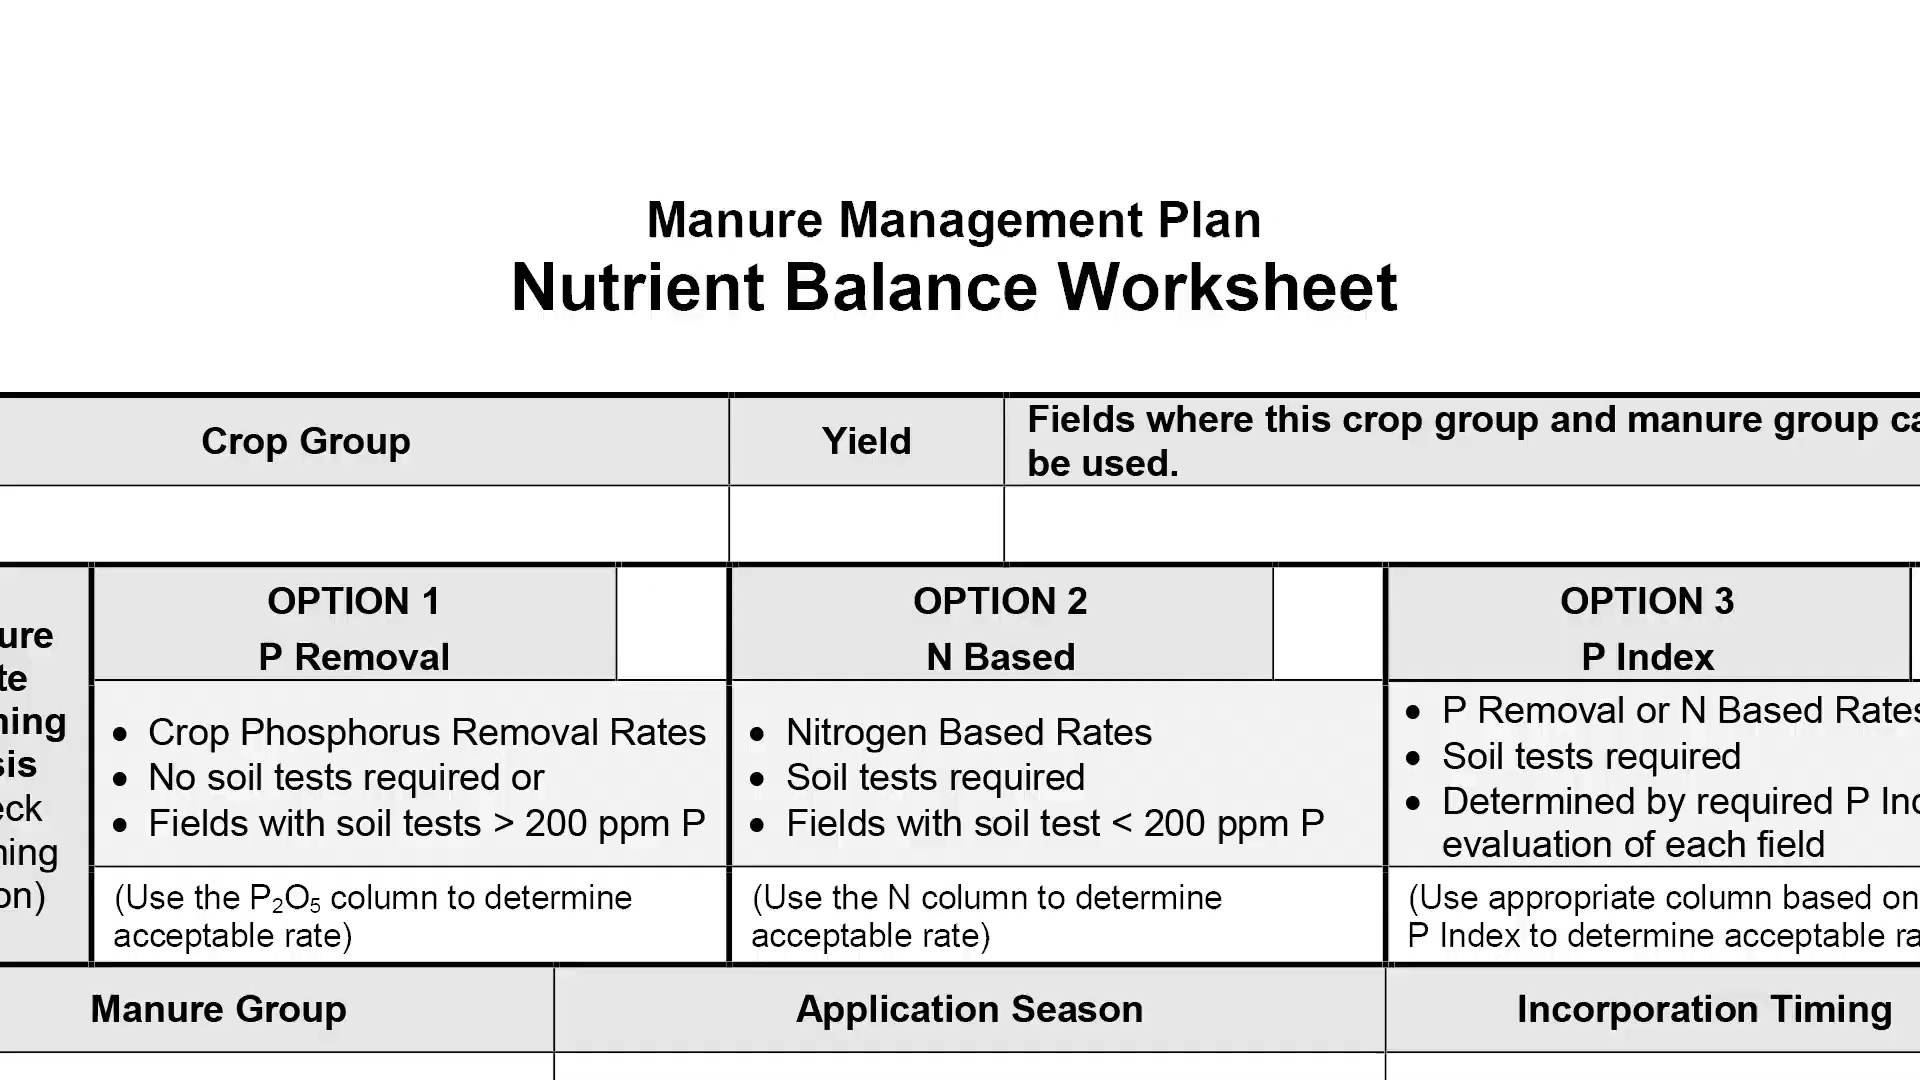 Manure Management Plan
Nutrient Balance Worksheet
Crop Group
Yield
Fields where this crop group and manure group ca
be used.
ure
te
ning
sis
eck
ning
on)
OPTION 1
P Removal
OPTION 2
N Based
OPTION 3
P Index
• Crop Phosphorus Removal Rates
• No soil tests required or
• Fields with soil tests > 200 ppm P
• Nitrogen Based Rates
• Soil tests required
• Fields with soil test < 200 ppm P
• P Removal or N Based Rates
• Soil tests required
• Determined by required P Inc
evaluation of each field
(Use the P₂O₅ column to determine
acceptable rate)
(Use the N column to determine
acceptable rate)
(Use appropriate column based on
P Index to determine acceptable ra
Manure Group
Application Season
Incorporation Timing